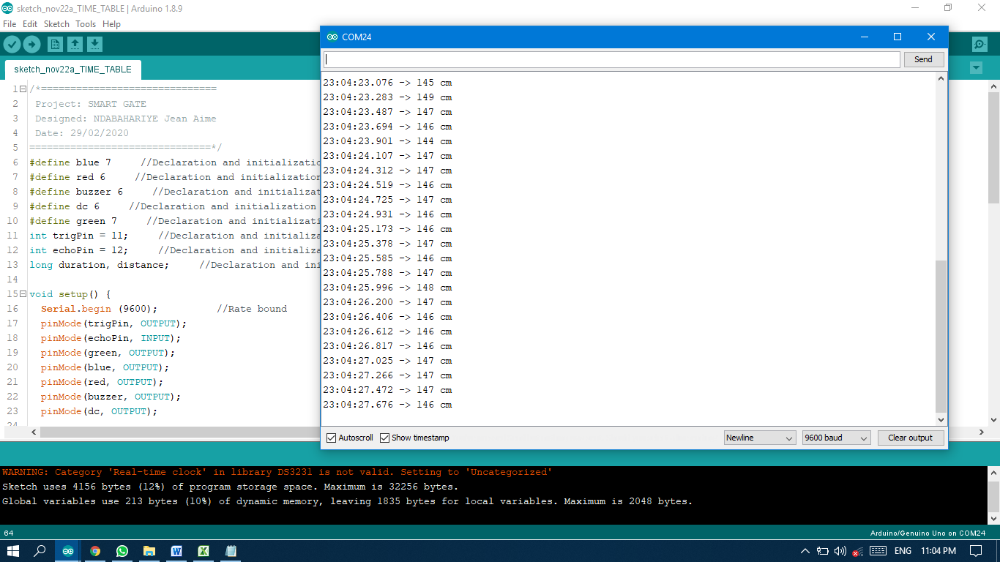 sketch_nov22a_TIME_TABLE | Arduino 1.8.9
File Edit Sketch Tools Help
sketch_nov22a_TIME_TABLE
1 /*==============================
2 Project: SMART GATE
3 Designed: NDABAHARIYE Jean Aime
4 Date: 29/02/2020
5 ===============================*/
6 #define blue 7 //Declaration and initializatio
7 #define red 6 //Declaration and initialization
8 #define buzzer 6 //Declaration and initializat
9 #define dc 6 //Declaration and initialization
10 #define green 7 //Declaration and initializati
11 int trigPin = 11; //Declaration and initializa
12 int echoPin = 12; //Declaration and initializa
13 long duration, distance; //Declaration and ini
14
15 void setup() {
16 Serial.begin (9600); //Rate bound
17 pinMode(trigPin, OUTPUT);
18 pinMode(echoPin, INPUT);
19 pinMode(green, OUTPUT);
20 pinMode(blue, OUTPUT);
21 pinMode(red, OUTPUT);
22 pinMode(buzzer, OUTPUT);
23 pinMode(dc, OUTPUT);
24
COM24
Send
23:04:23.076 -> 145 cm
23:04:23.283 -> 149 cm
23:04:23.487 -> 147 cm
23:04:23.694 -> 146 cm
23:04:23.901 -> 144 cm
23:04:24.107 -> 147 cm
23:04:24.312 -> 147 cm
23:04:24.519 -> 146 cm
23:04:24.725 -> 147 cm
23:04:24.931 -> 146 cm
23:04:25.173 -> 146 cm
23:04:25.378 -> 147 cm
23:04:25.585 -> 146 cm
23:04:25.788 -> 147 cm
23:04:25.996 -> 148 cm
23:04:26.200 -> 147 cm
23:04:26.406 -> 146 cm
23:04:26.612 -> 146 cm
23:04:26.817 -> 146 cm
23:04:27.025 -> 147 cm
23:04:27.266 -> 147 cm
23:04:27.472 -> 147 cm
23:04:27.676 -> 146 cm
Autoscroll Show timestamp Newline 9600 baud Clear output
WARNING: Category 'Real-time clock' in library DS3231 is not valid. Setting to 'Uncategorized'
Sketch uses 4156 bytes (12%) of program storage space. Maximum is 32256 bytes.
Global variables use 213 bytes (10%) of dynamic memory, leaving 1835 bytes for local variables. Maximum is 2048 bytes.
64 Arduino/Genuino Uno on COM24
ENG 11:04 PM